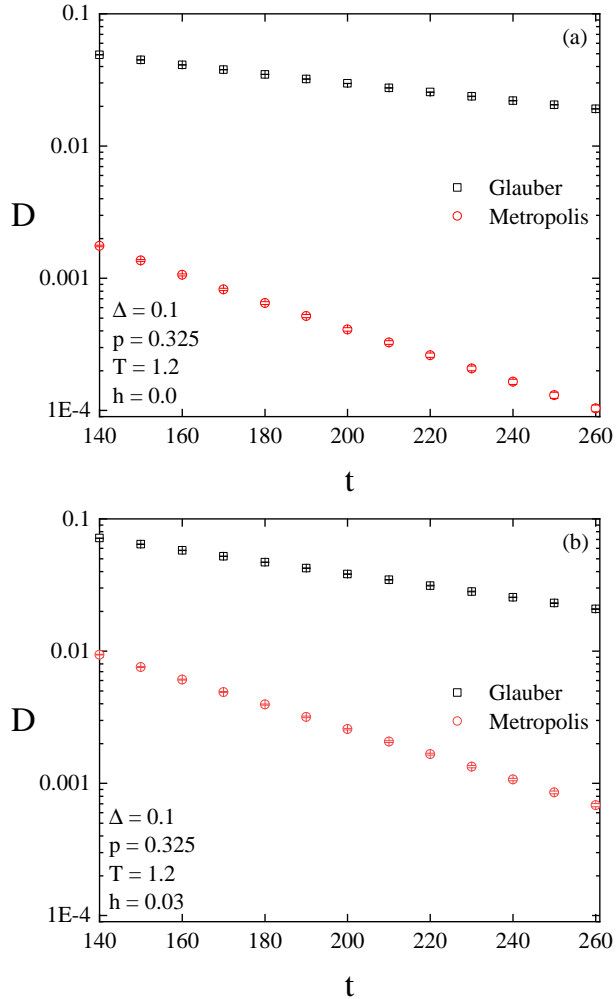 0.1
(a)
0.01
Glauber
D
Metropolis
0.001
Δ = 0.1
p = 0.325
T = 1.2
h = 0.0
1E-4
140 160 180 200 220 240 260
t
0.1
(b)
0.01
Glauber
D
Metropolis
0.001
Δ = 0.1
p = 0.325
T = 1.2
h = 0.03
1E-4
140 160 180 200 220 240 260
t